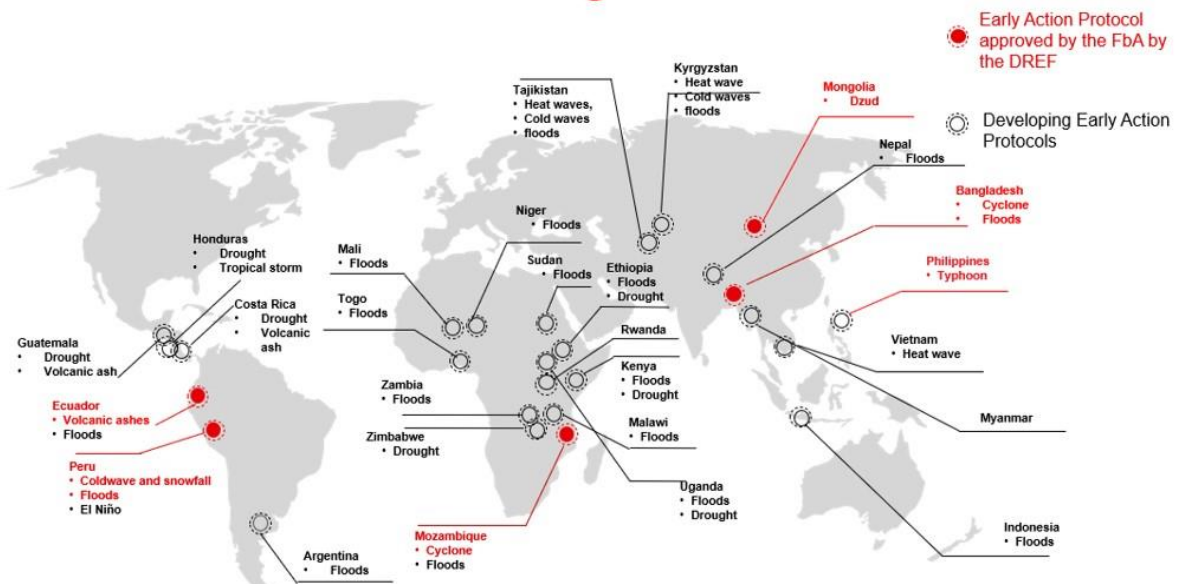 Early Action Protocol
approved by the FbA by
the DREF
Developing Early Action
Protocols
Kyrgyzstan
• Heat wave
• Cold waves
• floods
Tajikistan
• Heat waves,
• Cold waves
• floods
Mongolia
• Dzud
Nepal
• Floods
Bangladesh
• Cyclone
• Floods
Philippines
• Typhoon
Niger
• Floods
Mali
• Floods
Sudan
• Floods
Ethiopia
• Floods
• Drought
Togo
• Floods
Honduras
• Drought
• Tropical storm
Costa Rica
• Drought
• Volcanic
ash
Guatemala
• Drought
• Volcanic ash
Rwanda
Kenya
• Floods
• Drought
Vietnam
• Heat wave
Zambia
• Floods
Ecuador
• Volcanic ashes
• Floods
Malawi
• Floods
Myanmar
Zimbabwe
• Drought
Peru
• Coldwave and snowfall
• Floods
• El Niño
Uganda
• Floods
• Drought
Mozambique
• Cyclone
• Floods
Argentina
• Floods
Indonesia
• Floods